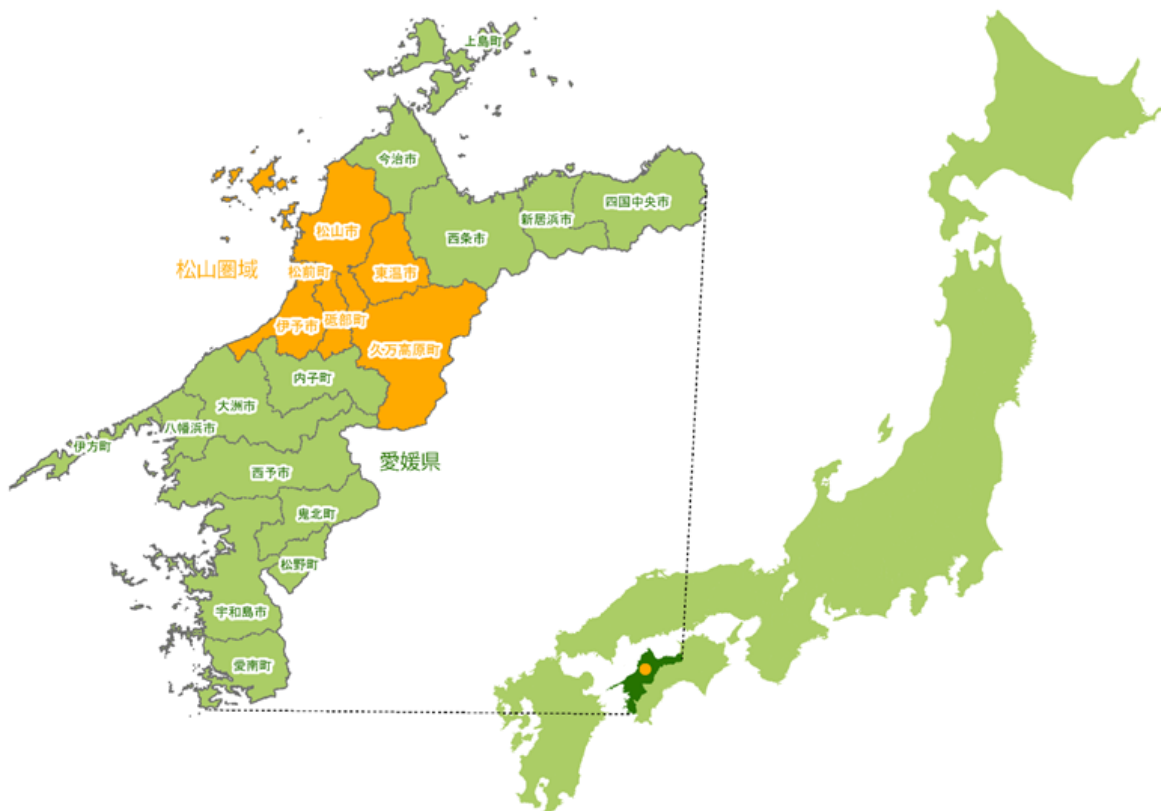 上島町
今治市
四国中央市
新居浜市
松山市
西条市
松山圏域
松前町
東温市
伊予市
砥部町
久万高原町
内子町
大洲市
八幡浜市
伊方町
愛媛県
西予市
鬼北町
松野町
宇和島市
愛南町